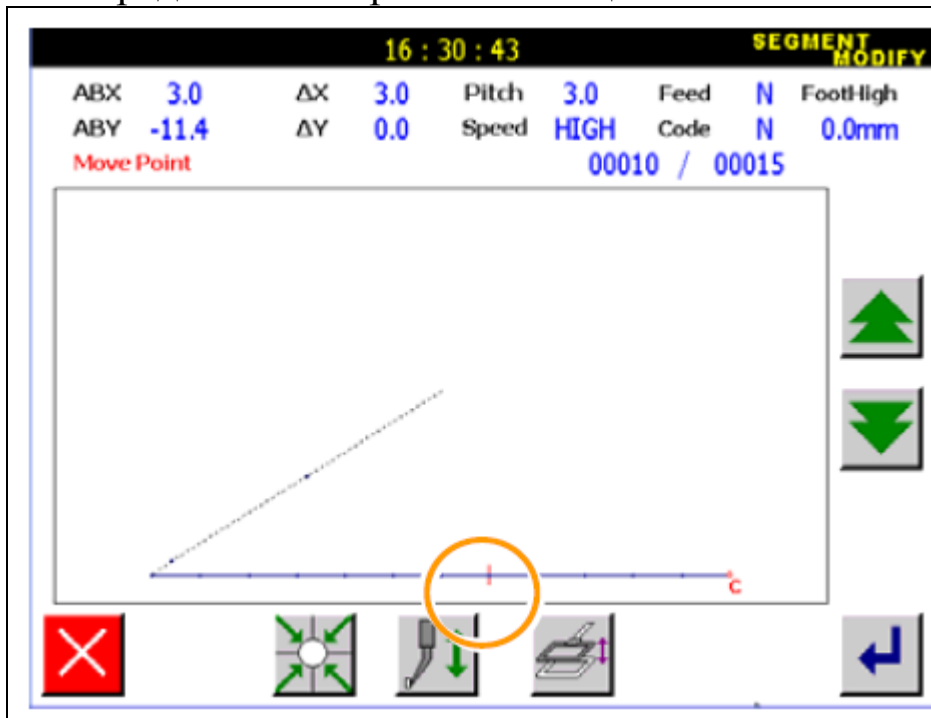 16 : 30 : 43
SEGMENT
MODIFY
ABX 3.0 ΔX 3.0 Pitch 3.0 Feed N FootHigh
ABY -11.4 ΔY 0.0 Speed HIGH Code N 0.0mm
Move Point 00010 / 00015
C